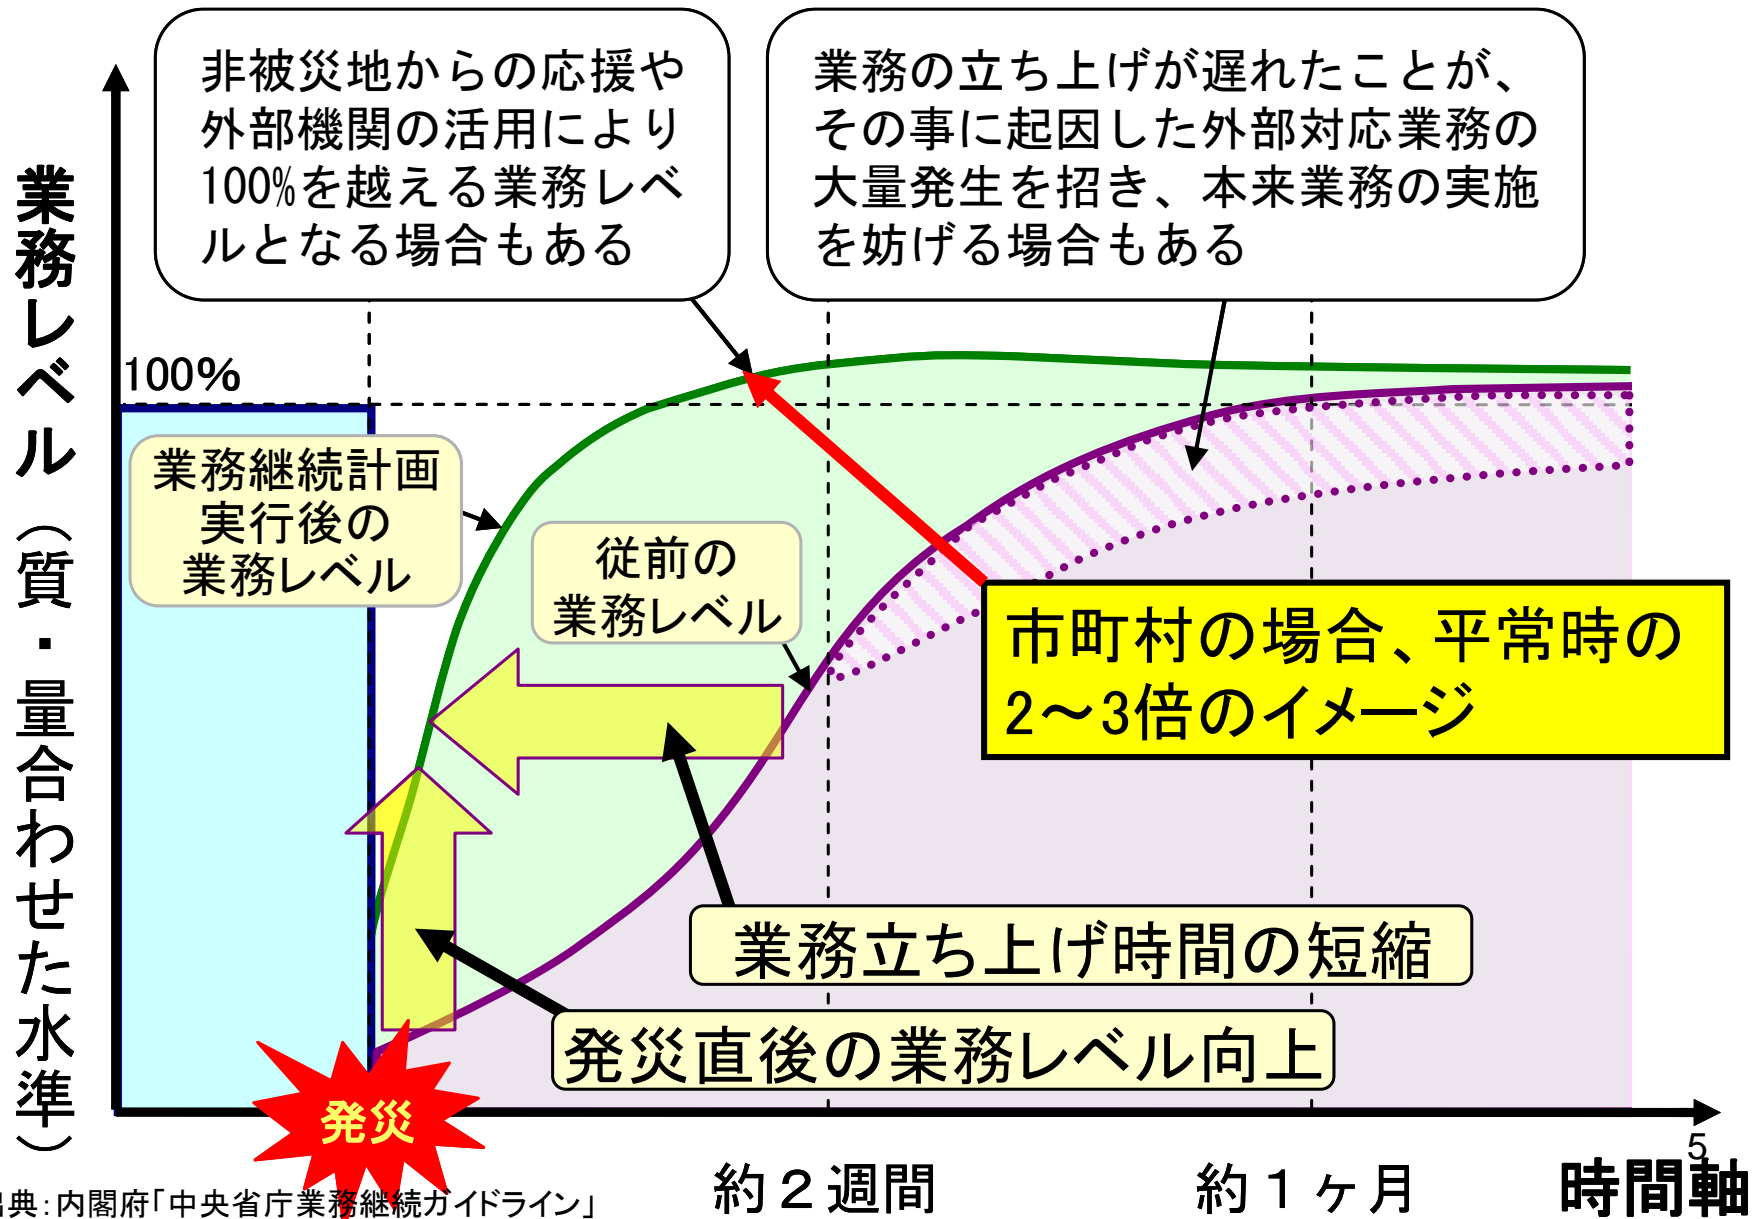 非被災地からの応援や
外部機関の活用により
100%を越える業務レベ
ルとなる場合もある
業務の立ち上げが遅れたことが、
その事に起因した外部対応業務の
大量発生を招き、本来業務の実施
を妨げる場合もある
業務レベル（質・量合わせた水準）
100%
業務継続計画
実行後の
業務レベル
従前の
業務レベル
市町村の場合、平常時の
2～3倍のイメージ
業務立ち上げ時間の短縮
発災直後の業務レベル向上
発災
5
約２週間
約１ヶ月
時間軸
出典：内閣府「中央省庁業務継続ガイドライン」